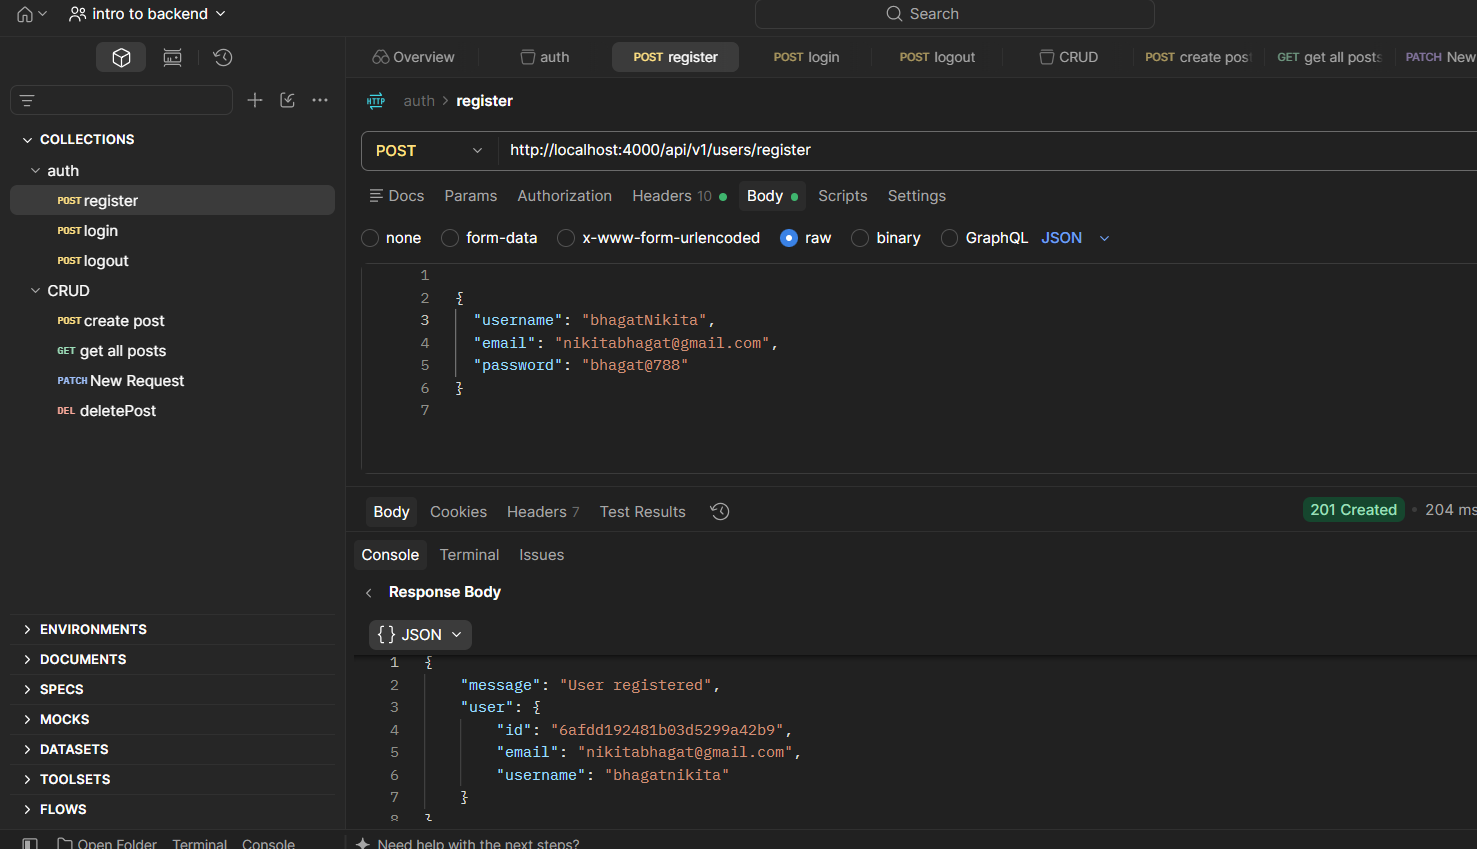 intro to backend
Search
Overview
auth
POST register
POST login
POST logout
CRUD
POST create post
GET get all posts
PATCH New
HTTP auth > register
COLLECTIONS
auth
POST register
POST login
POST logout
CRUD
POST create post
GET get all posts
PATCH New Request
DEL deletePost
ENVIRONMENTS
DOCUMENTS
SPECS
MOCKS
DATASETS
TOOLSETS
FLOWS
POST http://localhost:4000/api/v1/users/register
Docs Params Authorization Headers 10 Body Scripts Settings
none form-data x-www-form-urlencoded raw binary GraphQL JSON
1
2 {
3 "username": "bhagatNikita",
4 "email": "nikitabhagat@gmail.com",
5 "password": "bhagat@788"
6 }
7
Body Cookies Headers 7 Test Results
201 Created • 204 ms
Console Terminal Issues
Response Body
{ } JSON
1 {
2 "message": "User registered",
3 "user": {
4 "id": "6afdd192481b03d5299a42b9",
5 "email": "nikitabhagat@gmail.com",
6 "username": "bhagatnikita"
7 }
8 }
Open Folder Terminal Console
Need help with the next steps?